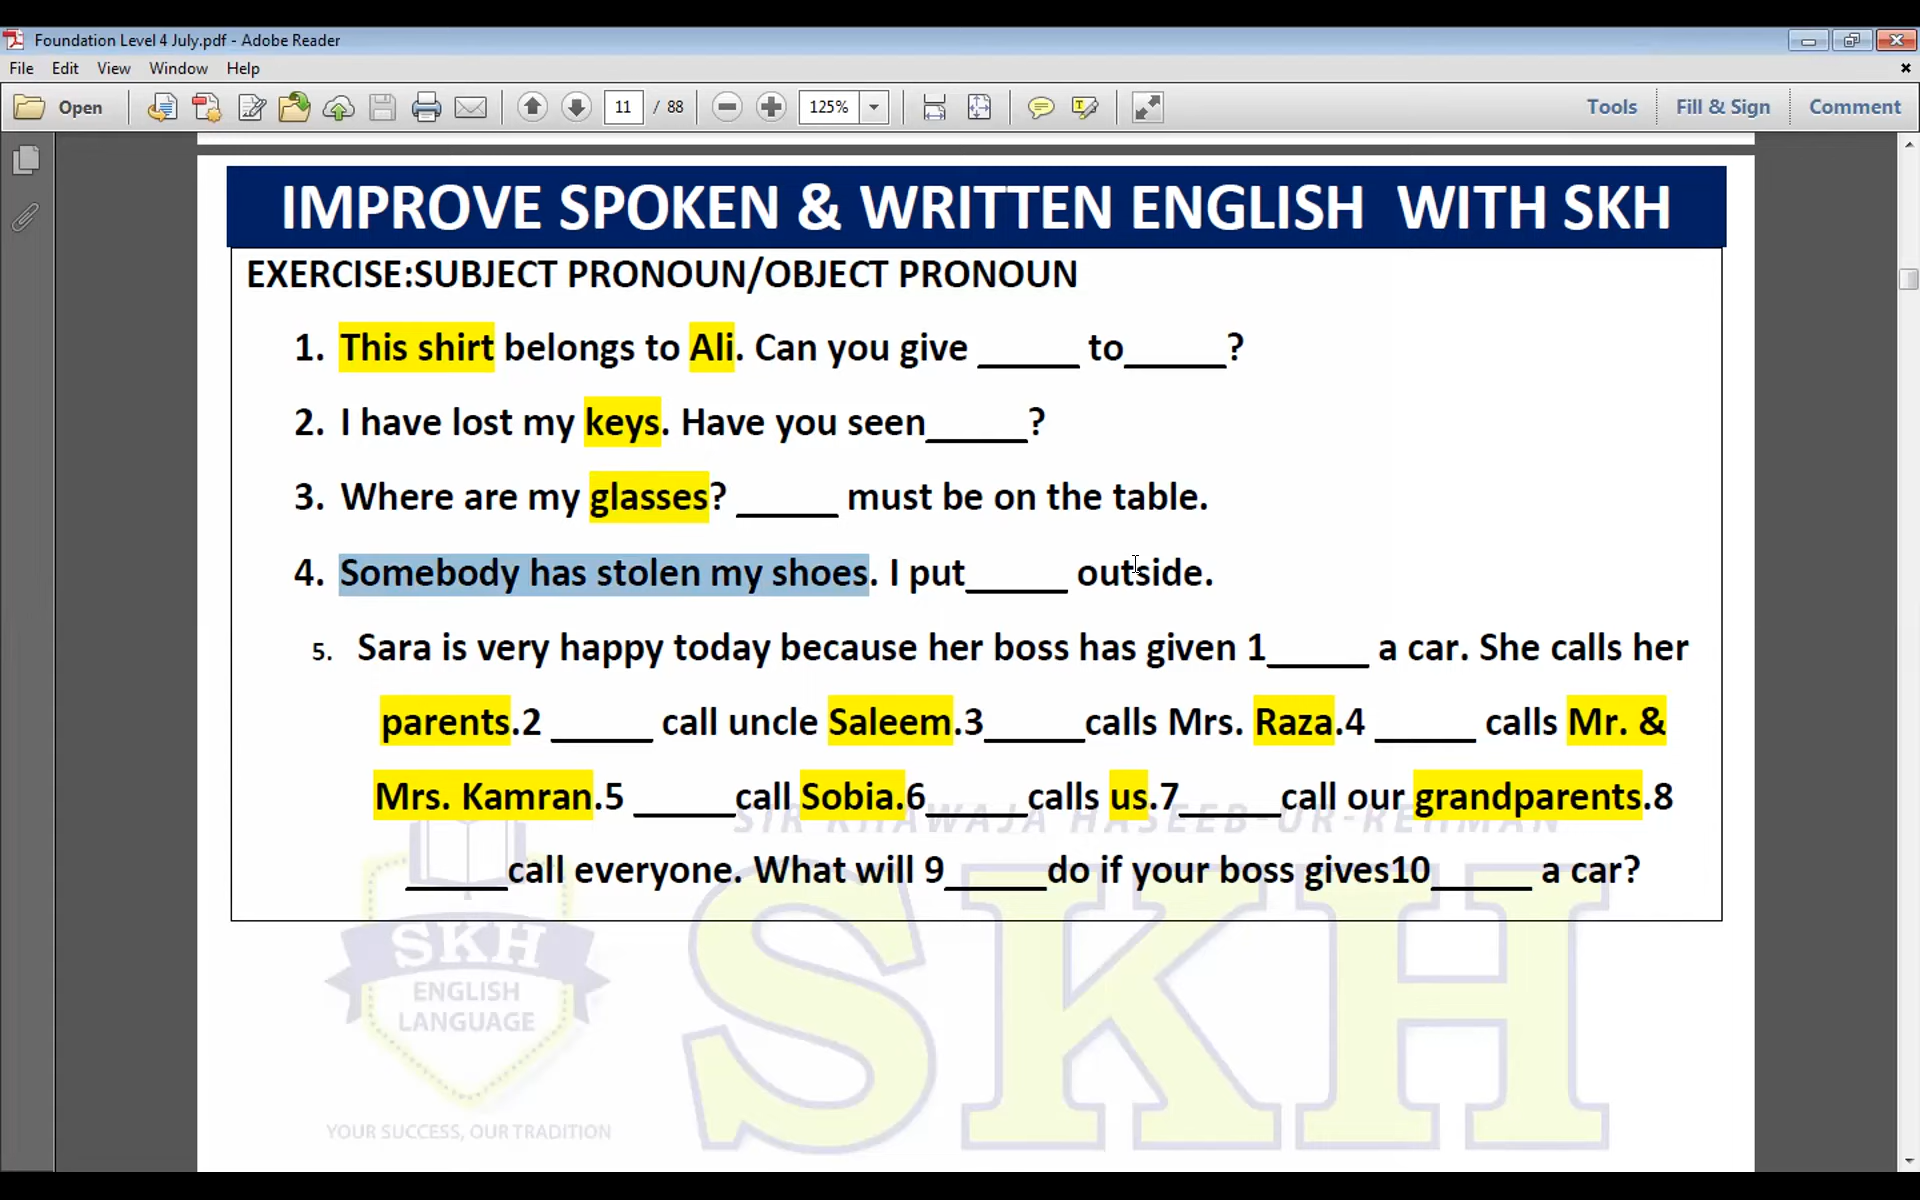 Foundation Level 4 July.pdf - Adobe Reader
File Edit View Window Help
Open 11 / 88 125% Tools Fill & Sign Comment
IMPROVE SPOKEN & WRITTEN ENGLISH WITH SKH
EXERCISE:SUBJECT PRONOUN/OBJECT PRONOUN
1. This shirt belongs to Ali. Can you give _____ to_____?
2. I have lost my keys. Have you seen_____?
3. Where are my glasses? _____ must be on the table.
4. Somebody has stolen my shoes. I put_____ outside.
5. Sara is very happy today because her boss has given 1_____ a car. She calls her
parents.2 _____ call uncle Saleem.3_____calls Mrs. Raza.4 _____ calls Mr. &
Mrs. Kamran.5 _____call Sobia.6_____calls us.7_____call our grandparents.8
SIR KHAWAJA HASEEB-UR-REHMAN
_____call everyone. What will 9_____do if your boss gives10_____ a car?
SKH
ENGLISH
LANGUAGE
YOUR SUCCESS, OUR TRADITION
SKH